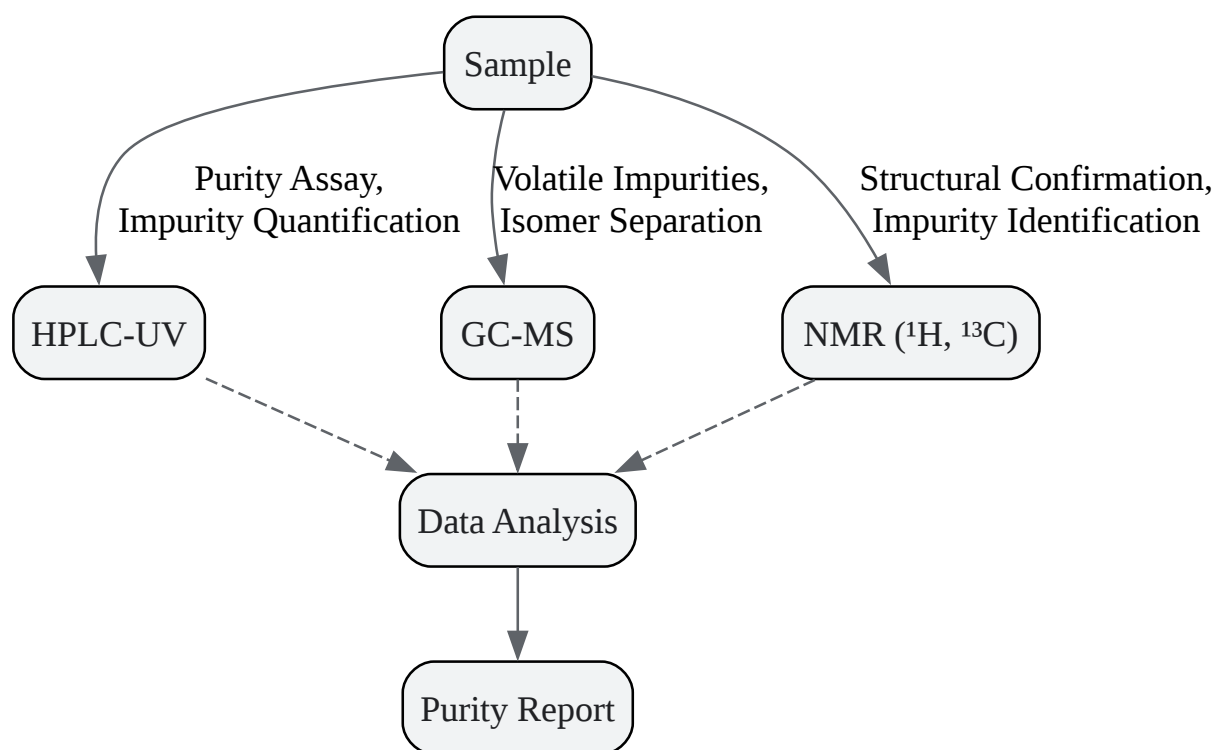 Sample
Purity Assay,
Impurity Quantification
Volatile Impurities,
Isomer Separation
Structural Confirmation,
Impurity Identification
HPLC-UV
GC-MS
NMR (¹H, ¹³C)
Data Analysis
Purity Report